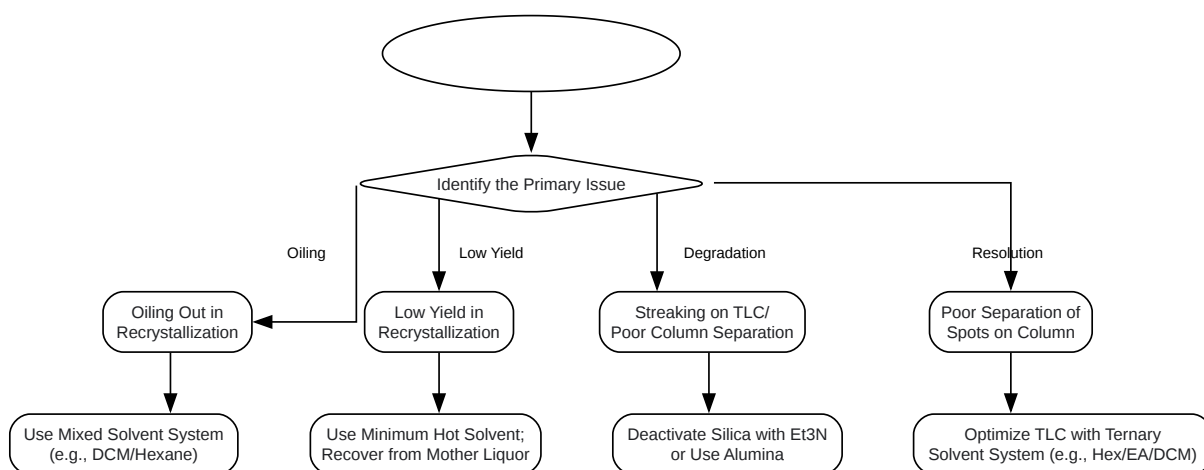 Identify the Primary Issue
Oiling
Low Yield
Degradation
Resolution
Oiling Out in
Recrystallization
Low Yield in
Recrystallization
Streaking on TLC/
Poor Column Separation
Poor Separation of
Spots on Column
Use Mixed Solvent System
(e.g., DCM/Hexane)
Use Minimum Hot Solvent;
Recover from Mother Liquor
Deactivate Silica with Et3N
or Use Alumina
Optimize TLC with Ternary
Solvent System (e.g., Hex/EA/DCM)